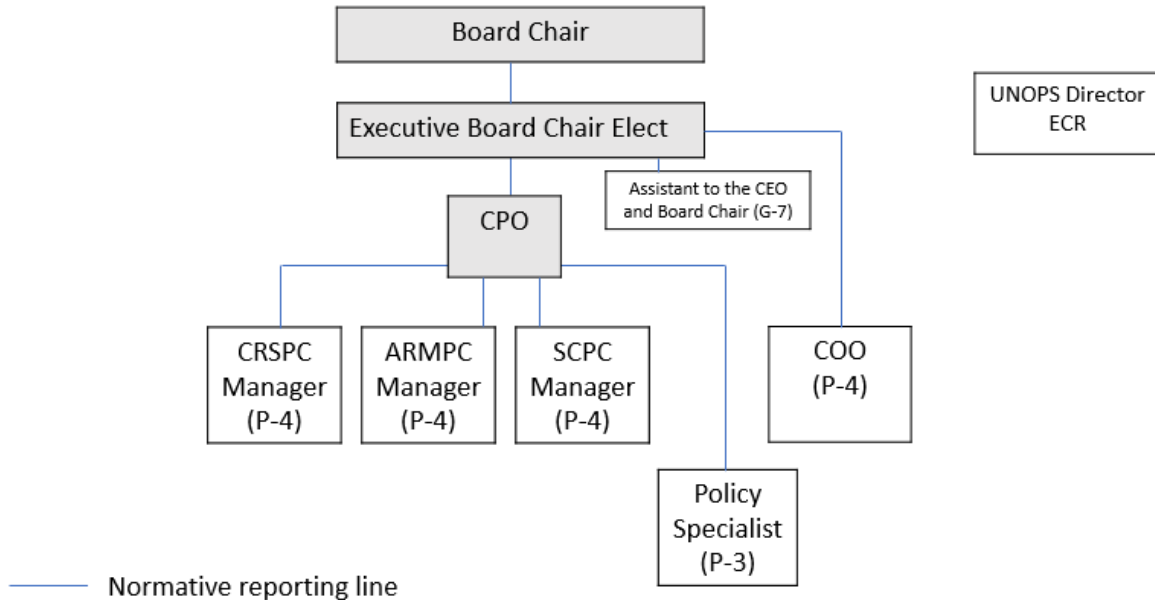 Board Chair
UNOPS Director
ECR
Executive Board Chair Elect
Assistant to the CEO
and Board Chair (G-7)
CPO
CRSPC
Manager
(P-4)
ARMPC
Manager
(P-4)
SCPC
Manager
(P-4)
COO
(P-4)
Policy
Specialist
(P-3)
Normative reporting line